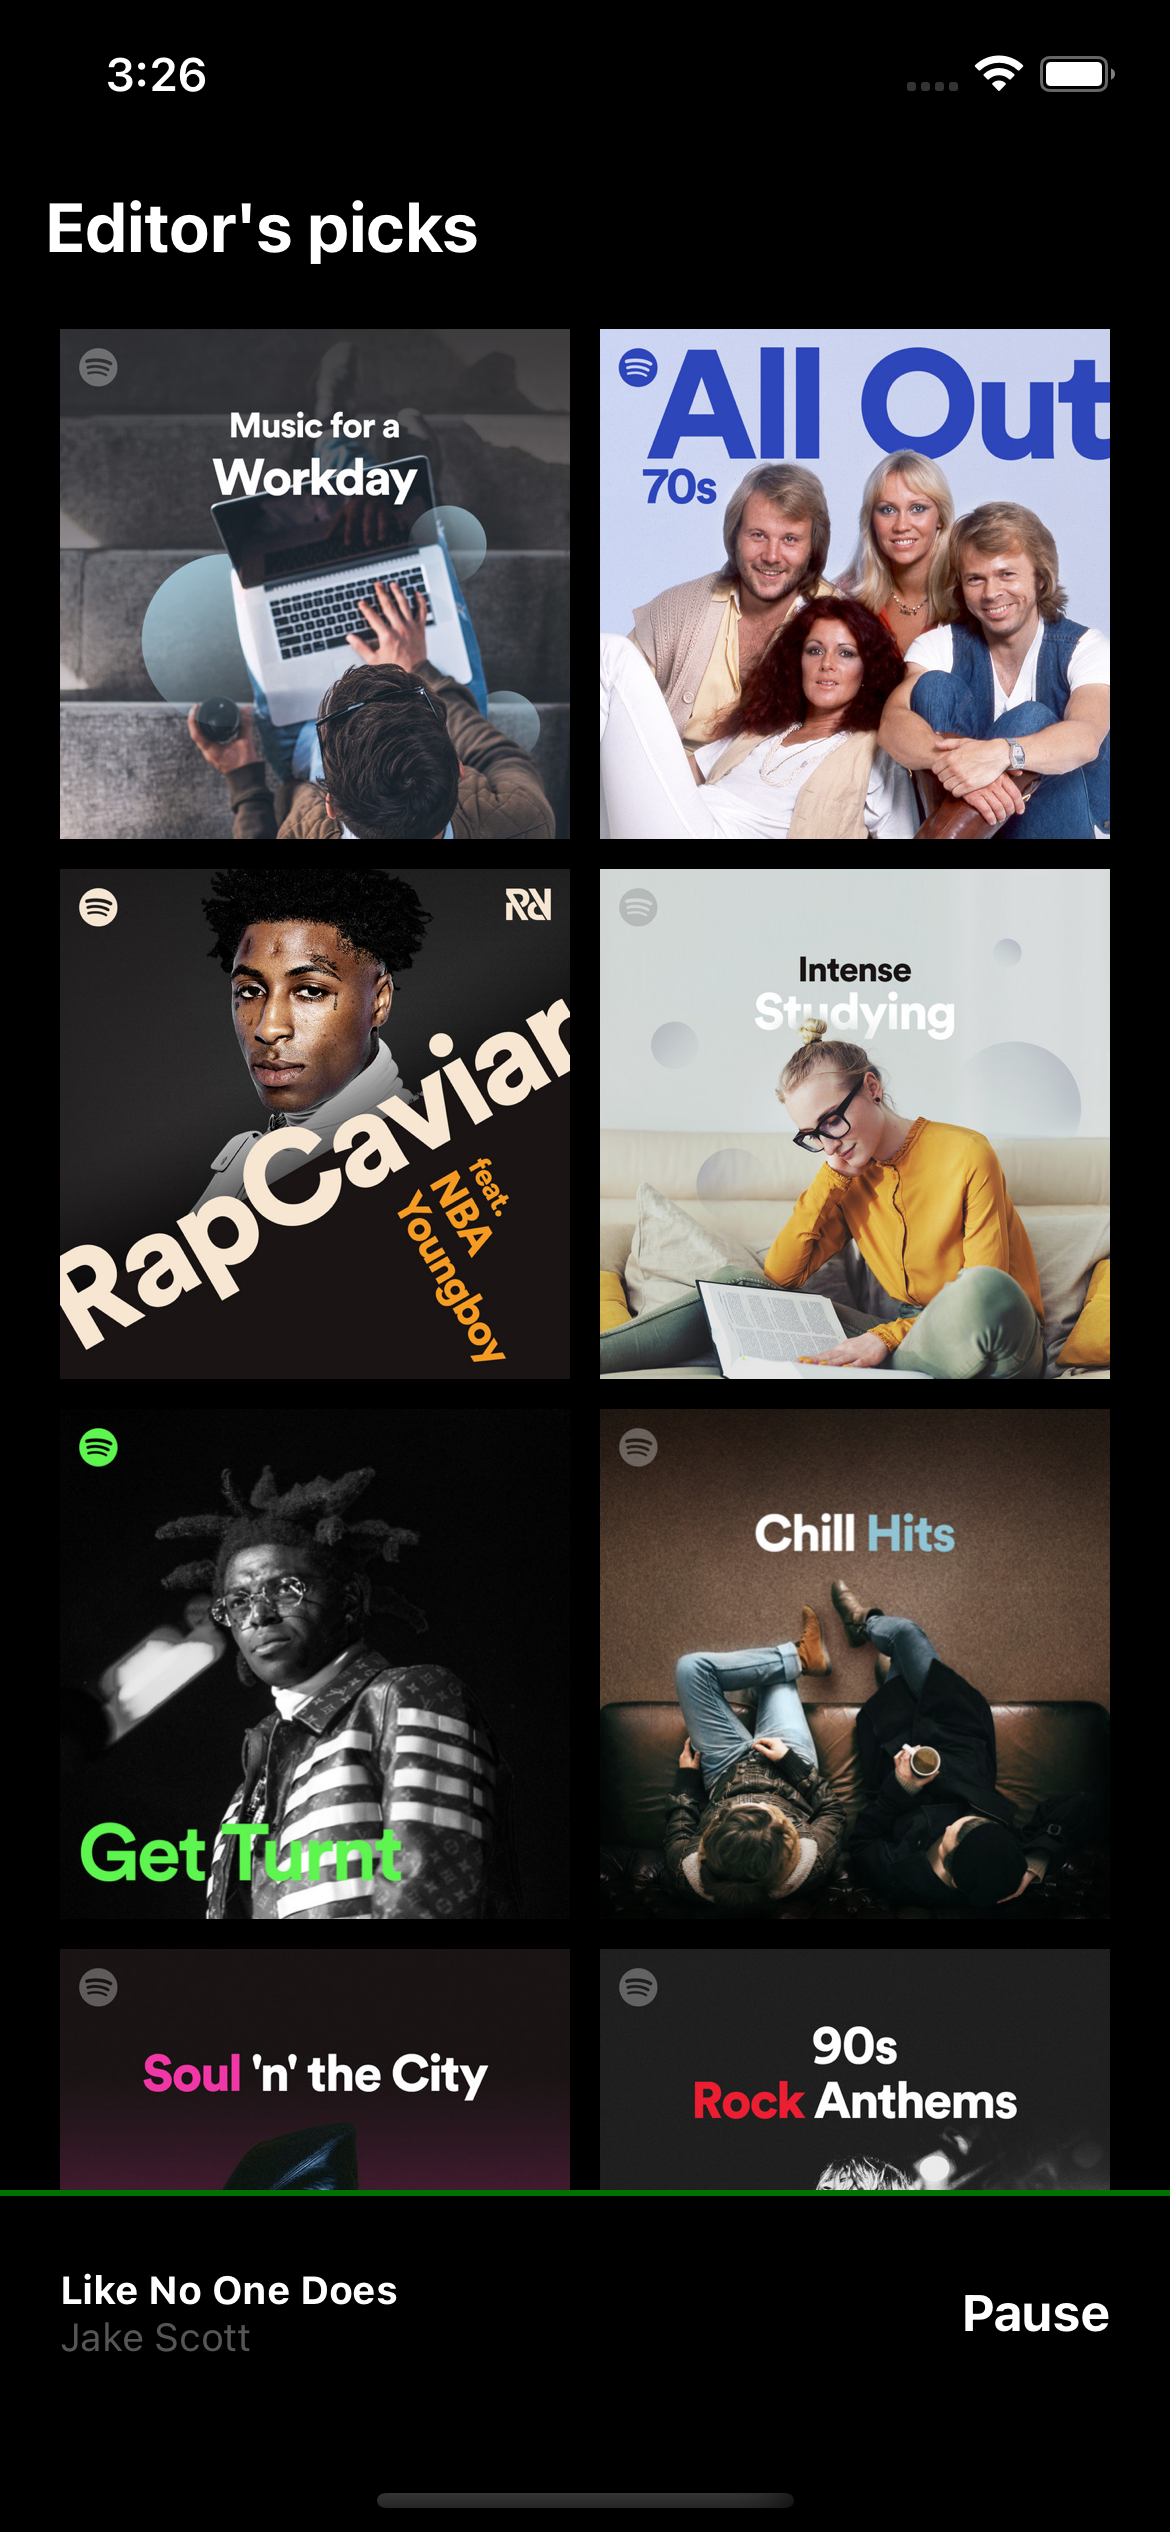 3:26
Editor's picks
Music for a
Workday
All Out
70s
RapCaviar
feat.
NBA
Youngboy
Intense
Studying
Get Turnt
Chill Hits
Soul 'n' the City
90s
Rock Anthems
Like No One Does
Jake Scott
Pause